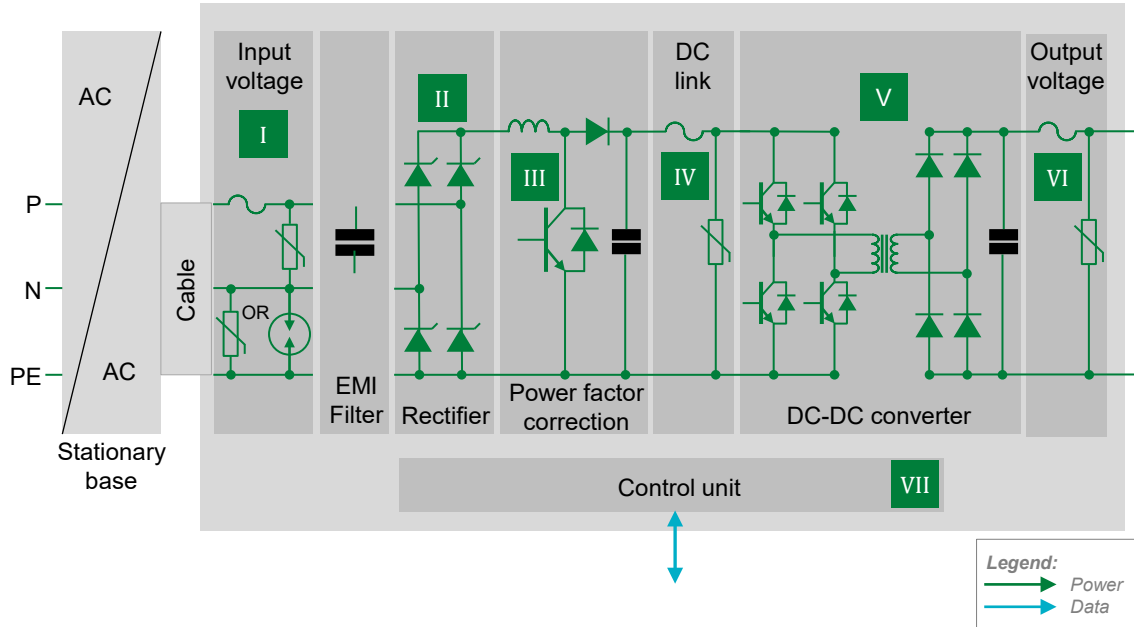 AC
AC
Stationary
base
P
N
PE
Cable
Input
voltage
I
OR
EMI
Filter
II
Rectifier
III
Power factor
correction
DC
link
IV
V
DC-DC converter
Output
voltage
VI
Control unit
VII
Legend:
Power
Data